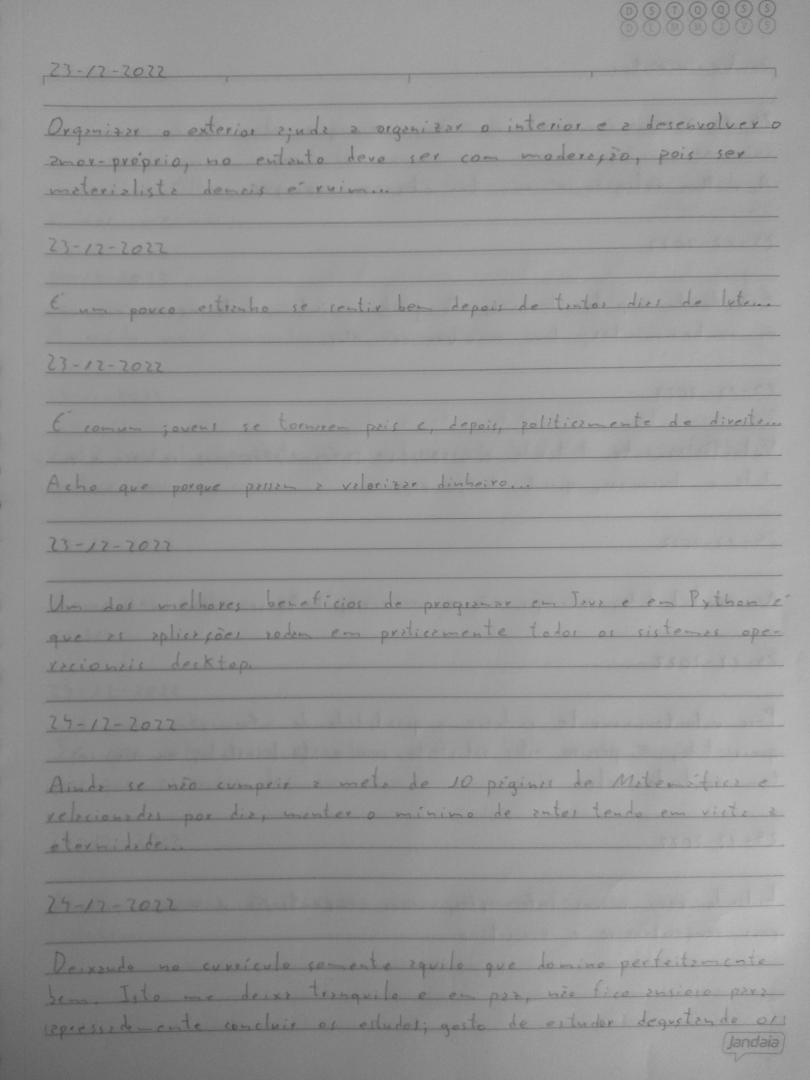 D S T Q Q S S
D L M M J V S
23-12-2022
Organizar o exterior ajuda a organizar o interior e a desenvolver o
amor-próprio, no entanto deve ser com moderação, pois ser
materialista demais é ruim...
23-12-2022
É um pouco estranho se sentir bem depois de tantos dias de luta...
23-12-2022
É comum jovens se tornarem pais e, depois, politicamente de direita...
Acho que porque passam a valorizar dinheiro...
23-12-2022
Um dos melhores benefícios de programar em Java e em Python é
que as aplicações rodam em praticamente todos os sistemas ope-
racionais desktop.
24-12-2022
Ainda se não cumprir a meta de 10 páginas de Matemática e
relacionadas por dia, manter o mínimo de antes tendo em vista a
eternidade...
24-12-2022
Deixando no currículo somente aquilo que domino perfeitamente
bem. Isto me deixa tranquilo e em paz, não fico ansioso para
apressadamente concluir os estudos; gosto de estudar degustando os
Jandaia